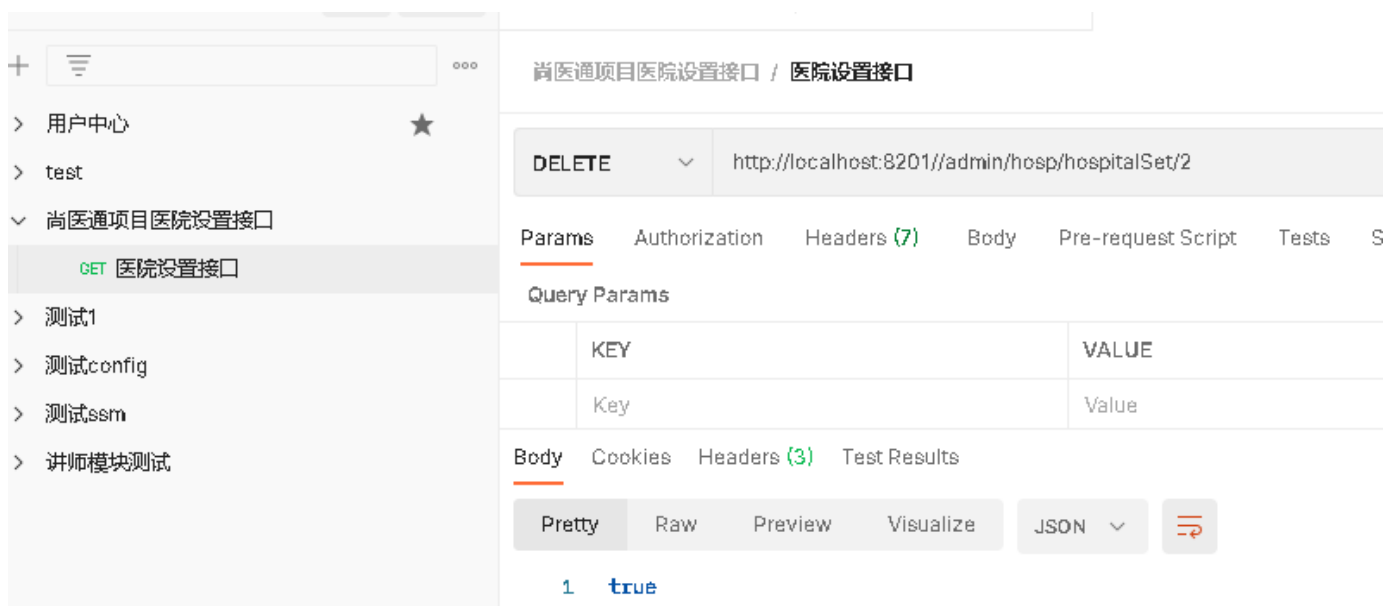 尚医通项目医院设置接口 / 医院设置接口
用户中心
test
尚医通项目医院设置接口
GET 医院设置接口
测试1
测试config
测试ssm
讲师模块测试
DELETE
http://localhost:8201//admin/hosp/hospitalSet/2
Params Authorization Headers (7) Body Pre-request Script Tests S
Query Params
KEY VALUE
Key Value
Body Cookies Headers (3) Test Results
Pretty Raw Preview Visualize JSON
1 true